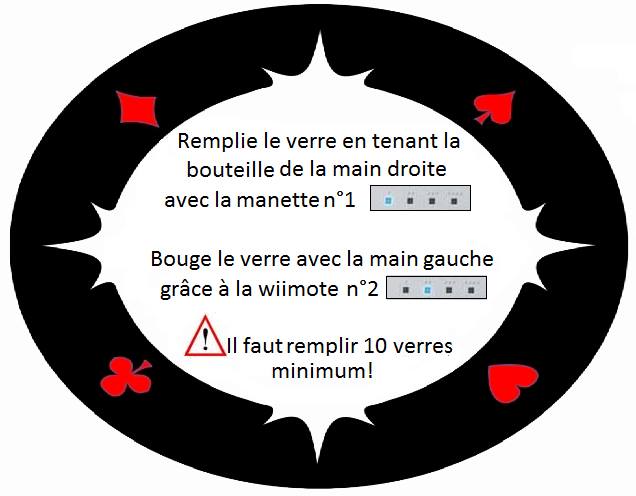 Remplie le verre en tenant la
bouteille de la main droite
avec la manette n°1
Bouge le verre avec la main gauche
grâce à la wiimote n°2
Il faut remplir 10 verres
minimum!